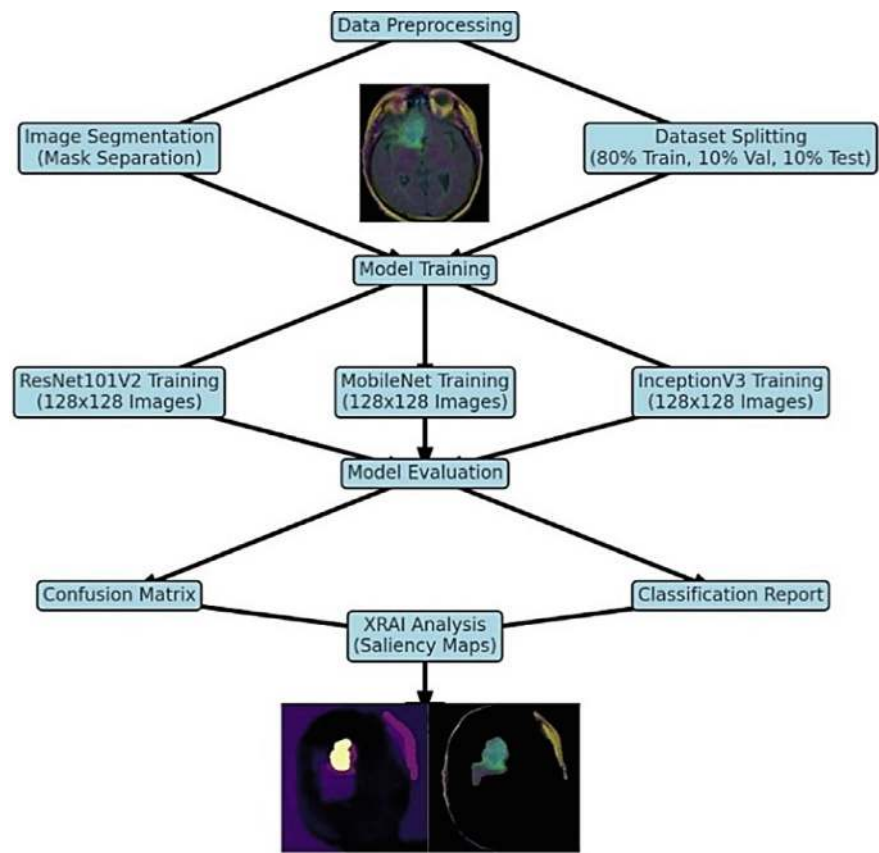 Data Preprocessing
Image Segmentation
(Mask Separation)
Dataset Splitting
(80% Train, 10% Val, 10% Test)
Model Training
ResNet101V2 Training
(128x128 Images)
MobileNet Training
(128x128 Images)
InceptionV3 Training
(128x128 Images)
Model Evaluation
Confusion Matrix
Classification Report
XRAI Analysis
(Saliency Maps)